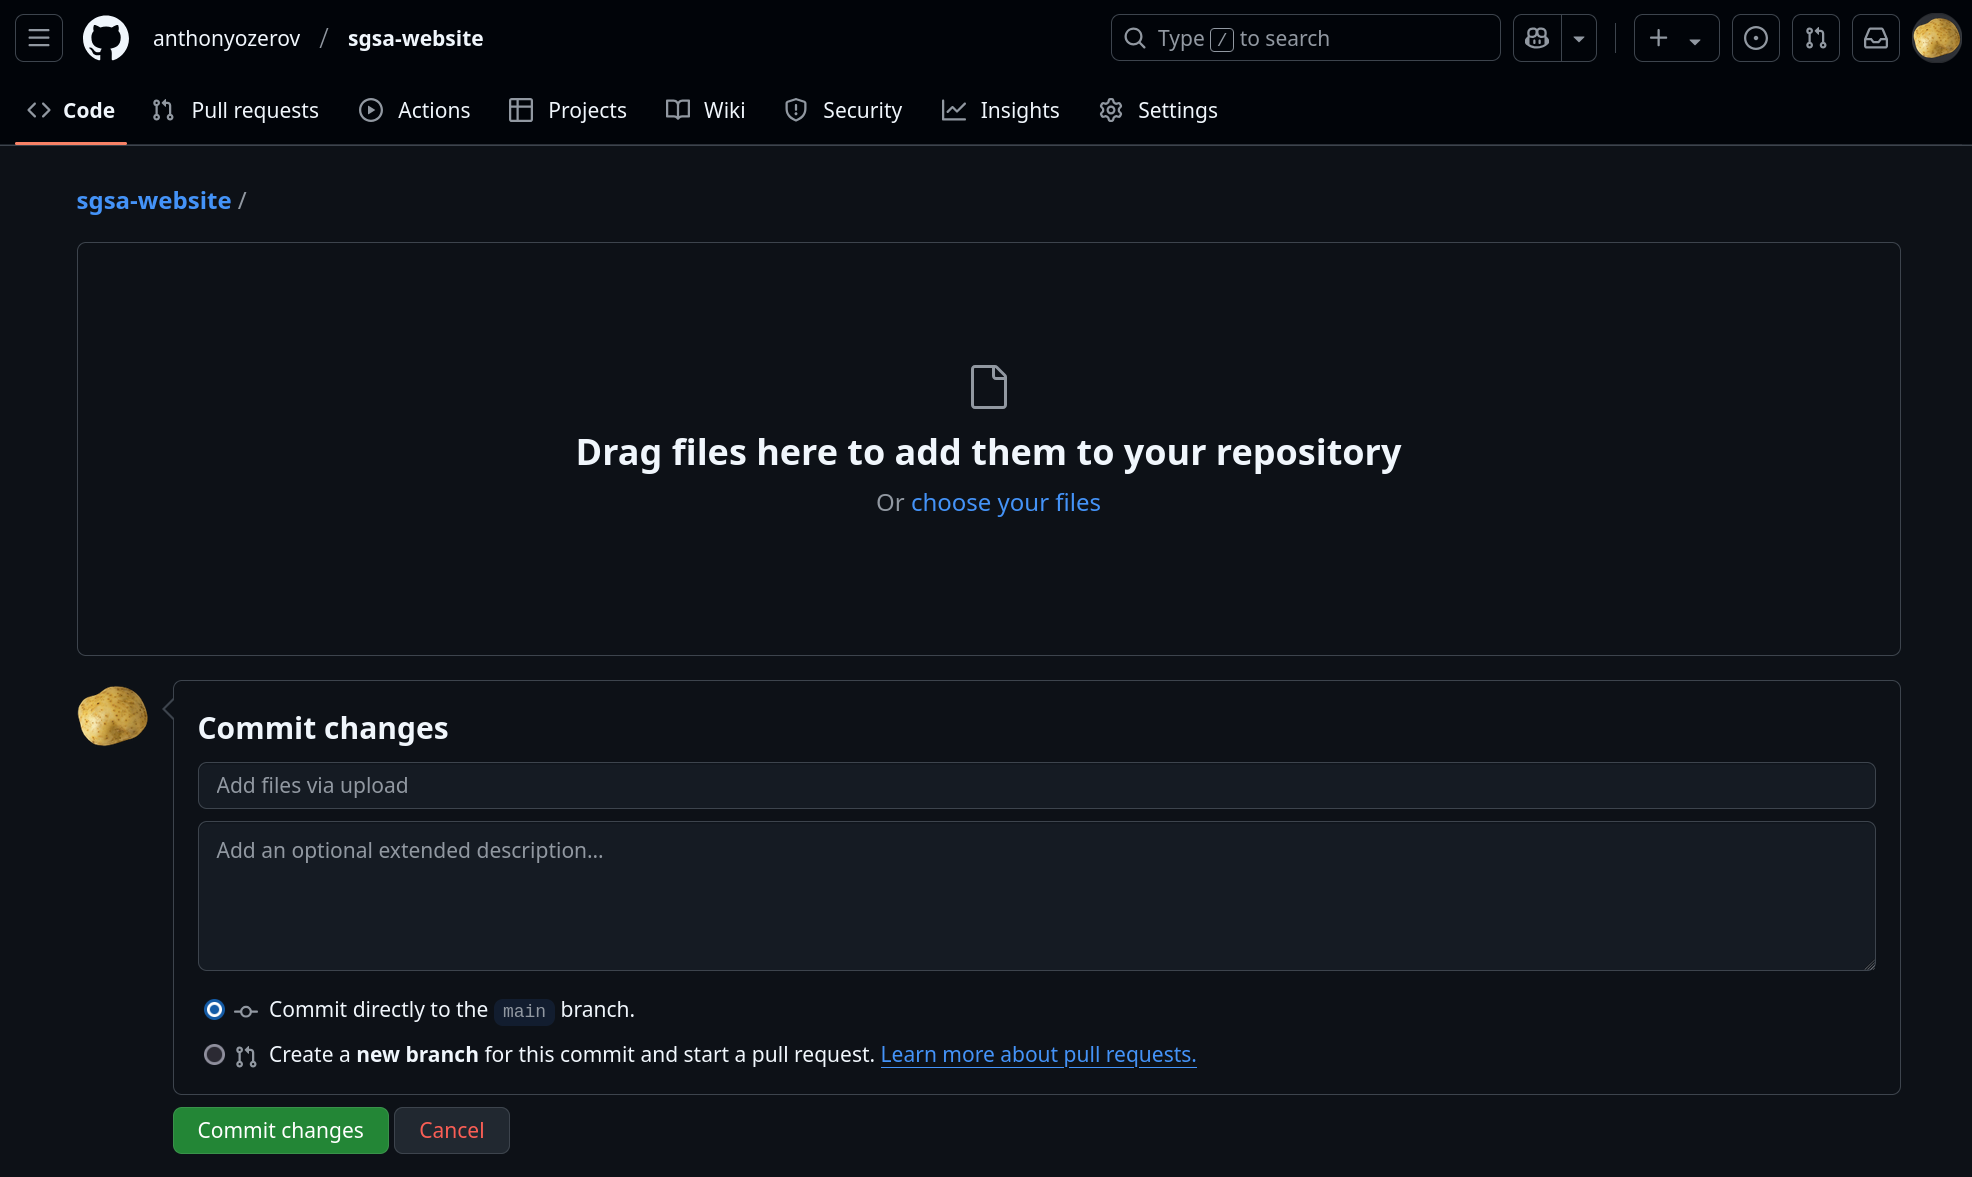 anthonyozerov / sgsa-website
Type / to search
Code Pull requests Actions Projects Wiki Security Insights Settings
sgsa-website /
Drag files here to add them to your repository
Or choose your files
Commit changes
Add files via upload
Add an optional extended description...
Commit directly to the main branch.
Create a new branch for this commit and start a pull request. Learn more about pull requests.
Commit changes Cancel